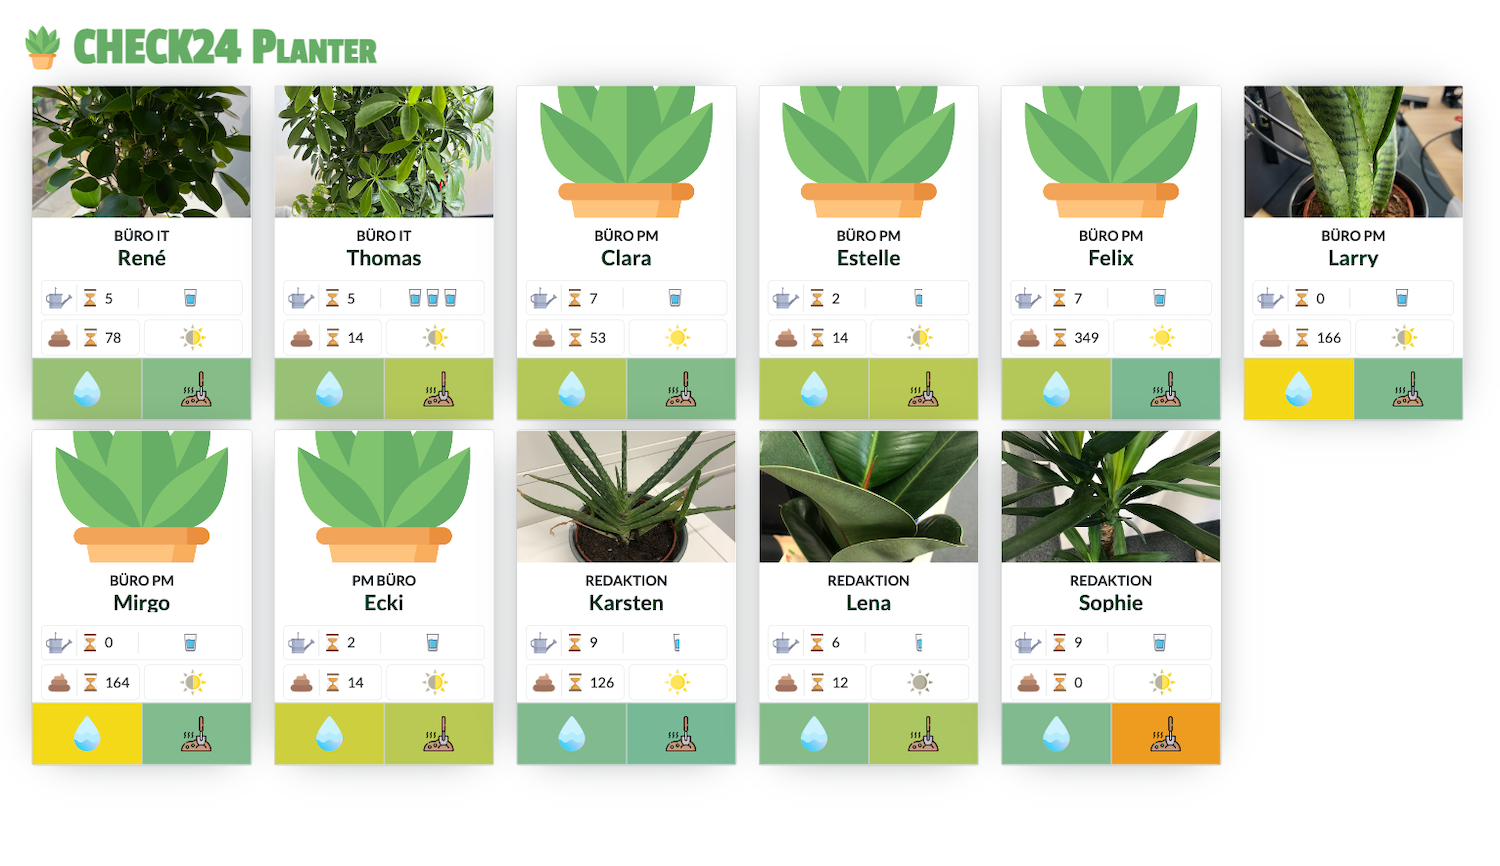 CHECK24 PLANTER
BÜRO IT
René
5
78
BÜRO IT
Thomas
5
14
BÜRO PM
Clara
7
53
BÜRO PM
Estelle
2
14
BÜRO PM
Felix
7
349
BÜRO PM
Larry
0
166
BÜRO PM
Mirgo
0
164
PM BÜRO
Ecki
2
14
REDAKTION
Karsten
9
126
REDAKTION
Lena
6
12
REDAKTION
Sophie
9
0